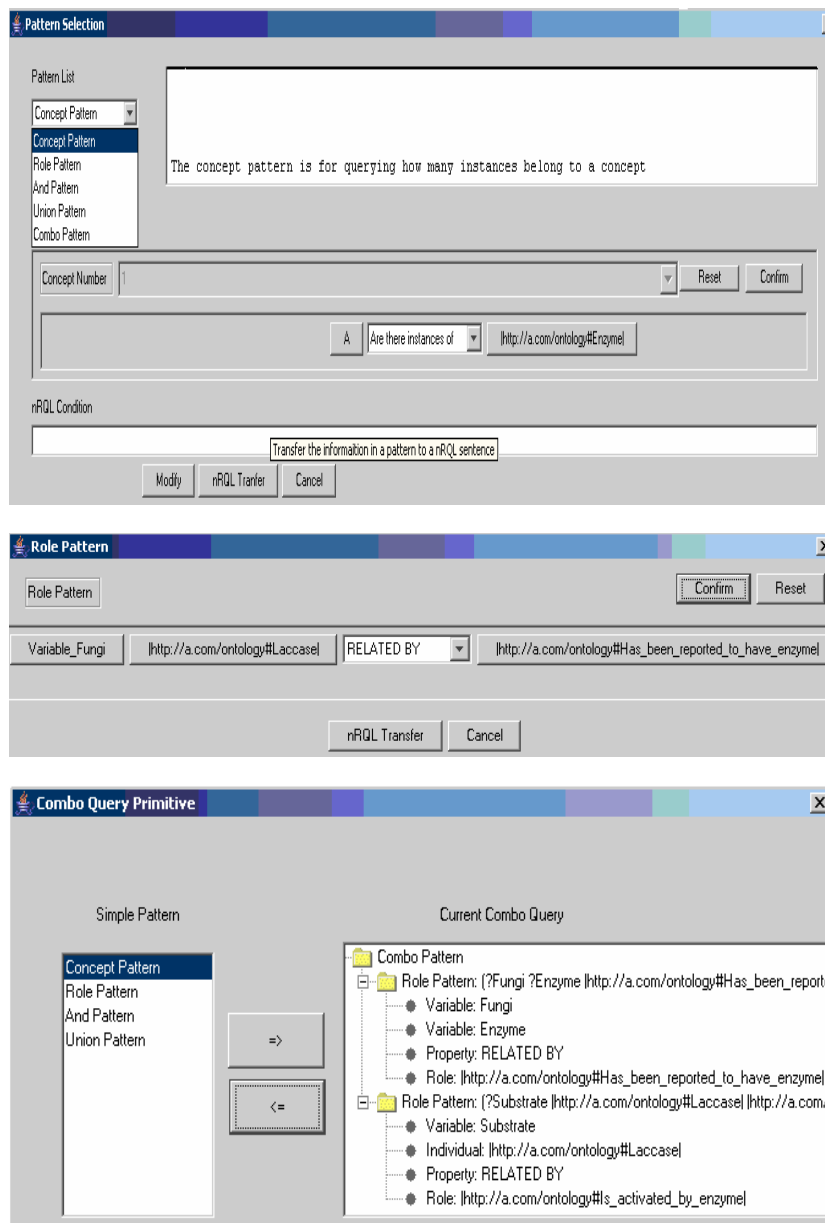 Pattern Selection
Pattern List
Concept Pattern
Concept Pattern
Role Pattern
And Pattern
Union Pattern
Combo Pattern
The concept pattern is for querying how many instances belong to a concept
Concept Number 1 Reset Confirm
A Are there instances of |http://a.com/ontology#Enzyme|
nRQL Condition
Transfer the informaition in a pattern to a nRQL sentence
Modify nRQL Tranfer Cancel
Role Pattern
Role Pattern Confirm Reset
Variable_Fungi |http://a.com/ontology#Laccase| RELATED BY |http://a.com/ontology#Has_been_reported_to_have_enzyme|
nRQL Transfer Cancel
Combo Query Primitive
Simple Pattern
Concept Pattern
Role Pattern
And Pattern
Union Pattern
=>
<=
Current Combo Query
Combo Pattern
Role Pattern: (?Fungi ?Enzyme |http://a.com/ontology#Has_been_report
Variable: Fungi
Variable: Enzyme
Property: RELATED BY
Role: |http://a.com/ontology#Has_been_reported_to_have_enzyme|
Role Pattern: (?Substrate |http://a.com/ontology#Laccase| |http://a.com/
Variable: Substrate
Individual: |http://a.com/ontology#Laccase|
Property: RELATED BY
Role: |http://a.com/ontology#Is_activated_by_enzyme|